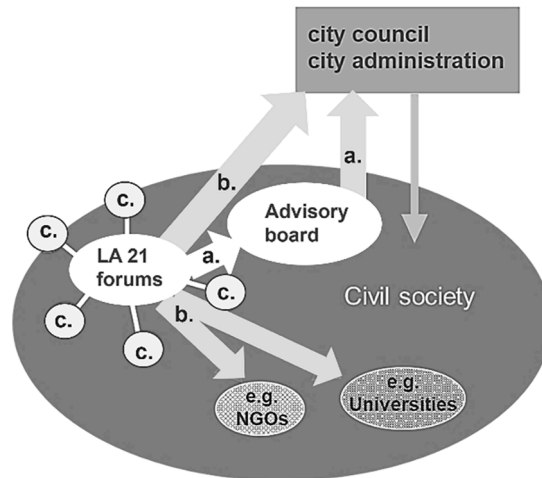 city council
city administration
a.
b.
c.
c.
Advisory
board
LA 21
forums
a.
c.
b.
Civil society
c.
c.
e.g.
NGOs
e.g.
Universities